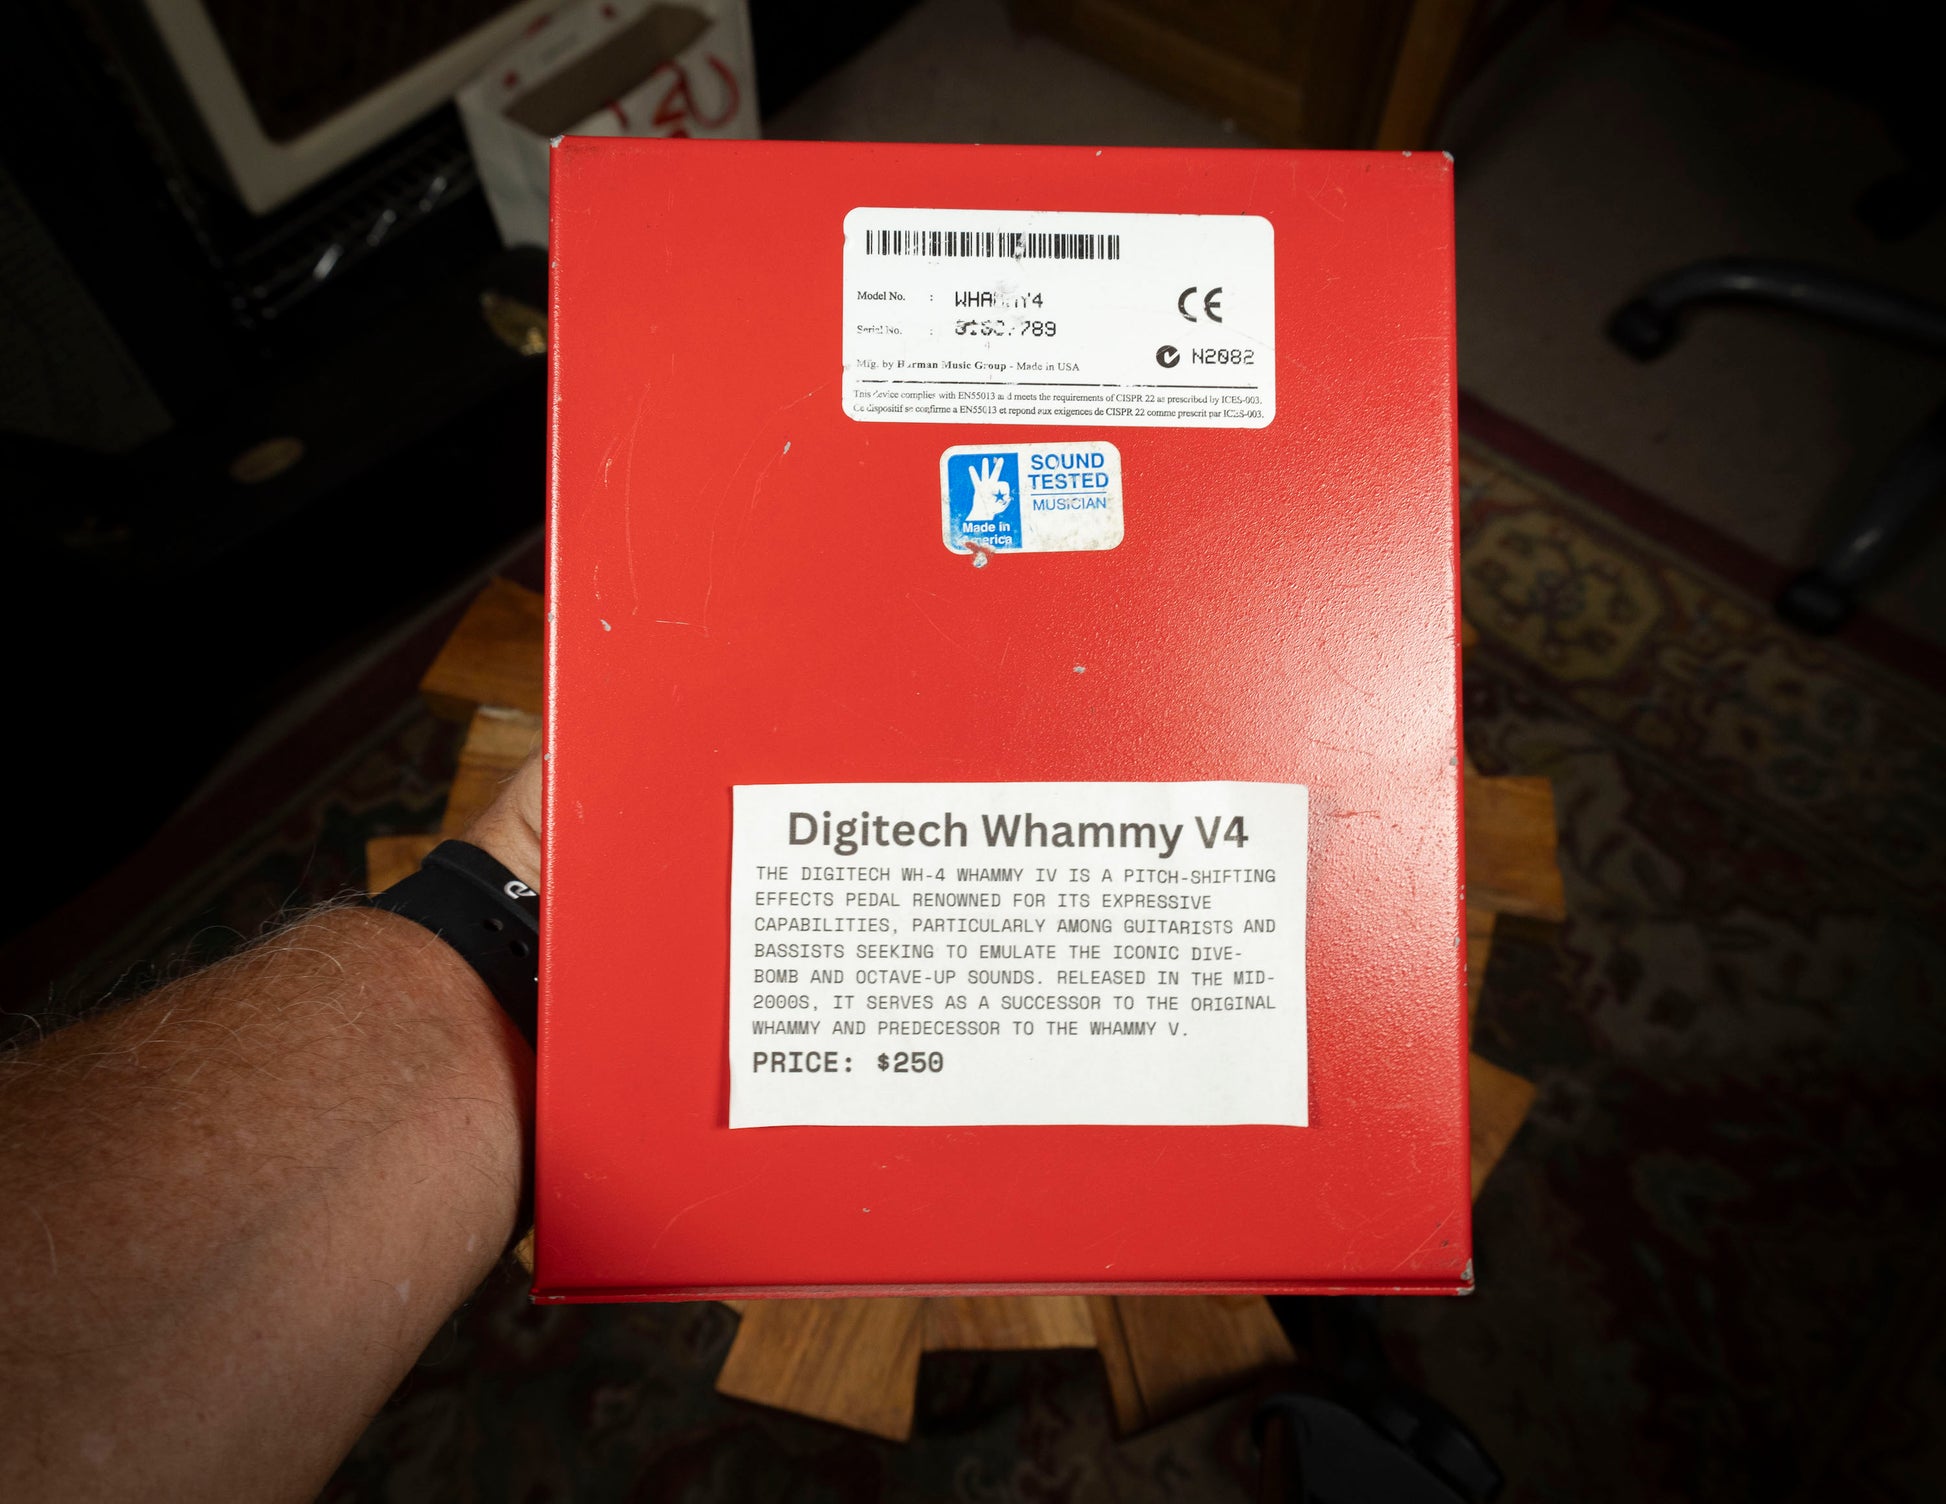 Model No. :
Serial No. :
Mfg. by Harman Music Group - Made in USA
N2082
This device complies with EN55013 and meets the requirements of CISPR 22 as prescribed by ICES-003.
Ce dispositif se confirme a EN55013 et repond aux exigences de CISPR 22 comme prescrit par ICES-003.
SOUND
TESTED
MUSICIAN
Made in
America
Digitech Whammy V4
THE DIGITECH WH-4 WHAMMY IV IS A PITCH-SHIFTING
EFFECTS PEDAL RENOWNED FOR ITS EXPRESSIVE
CAPABILITIES, PARTICULARLY AMONG GUITARISTS AND
BASSISTS SEEKING TO EMULATE THE ICONIC DIVE-
BOMB AND OCTAVE-UP SOUNDS. RELEASED IN THE MID-
2000S, IT SERVES AS A SUCCESSOR TO THE ORIGINAL
WHAMMY AND PREDECESSOR TO THE WHAMMY V.
PRICE: $250